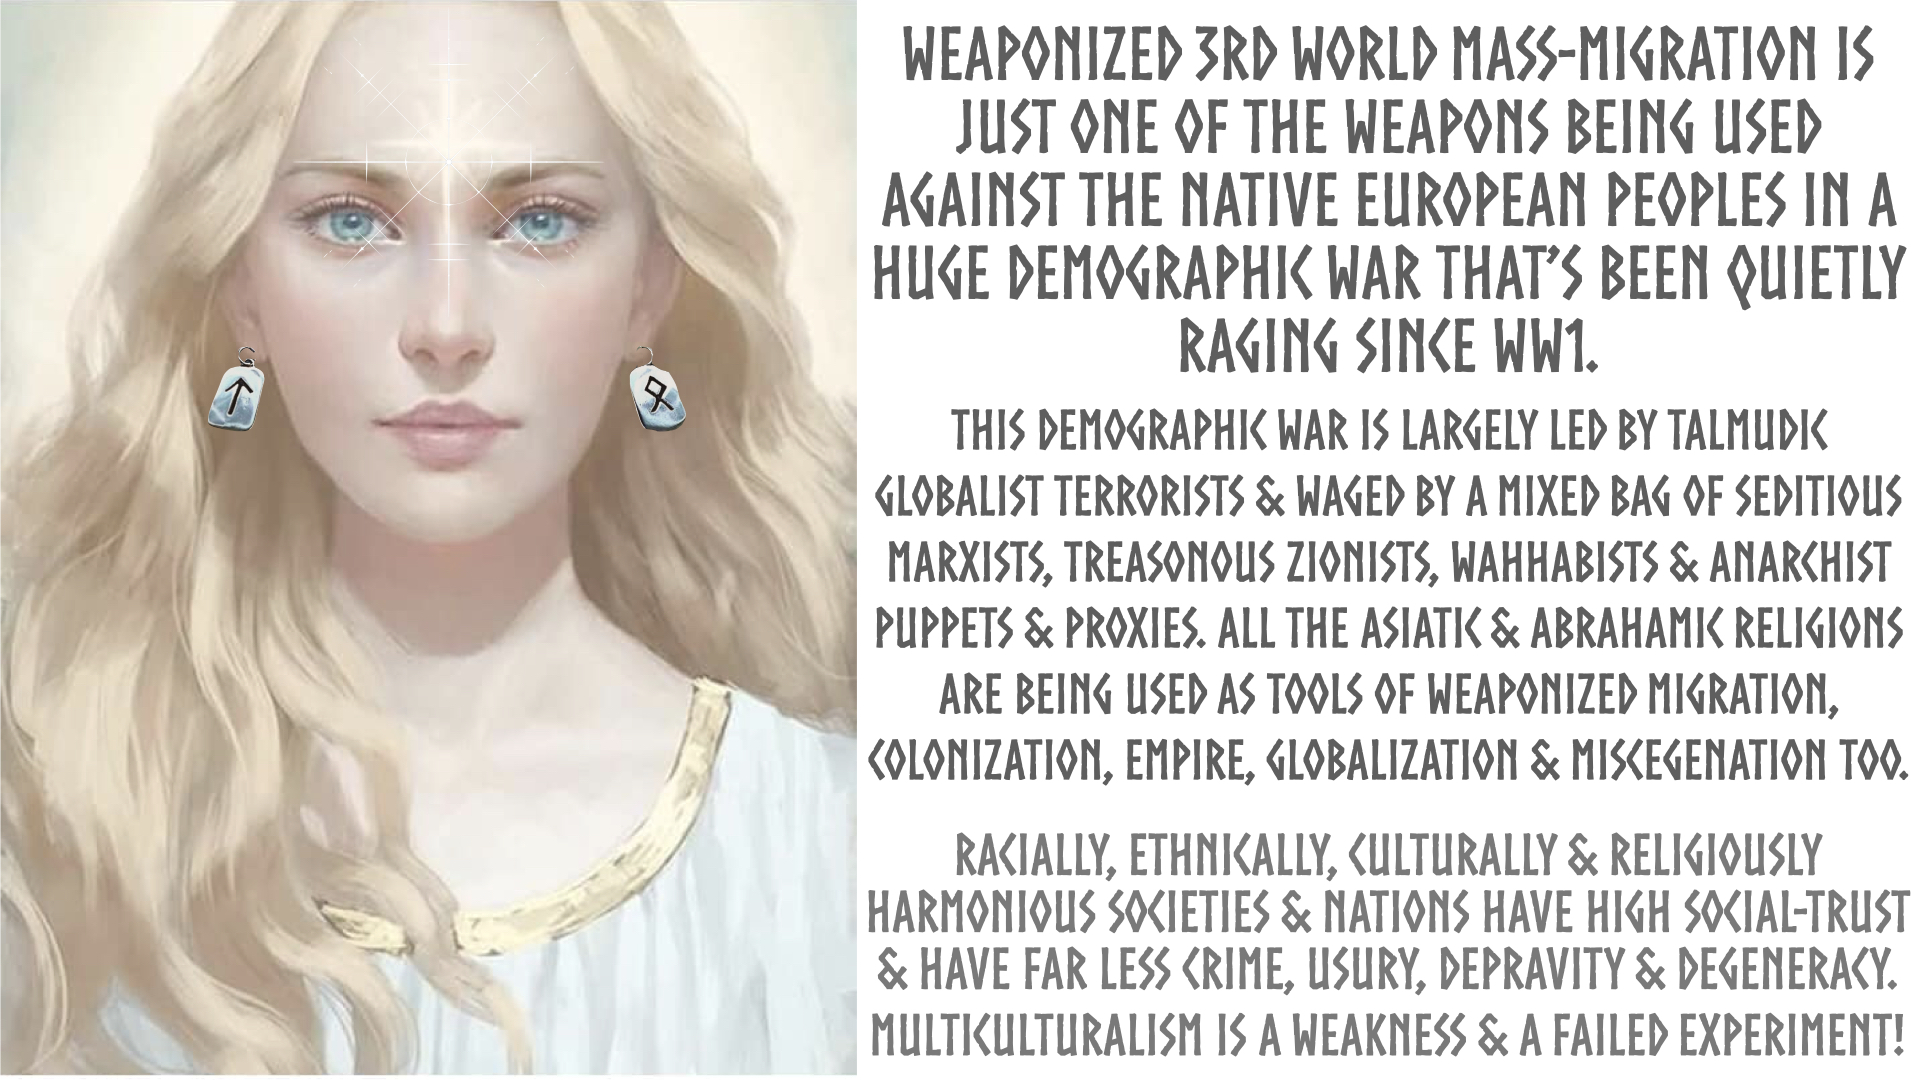 WEAPONIZED 3RD WORLD MASS-MIGRATION IS
JUST ONE OF THE WEAPONS BEING USED
AGAINST THE NATIVE EUROPEAN PEOPLES IN A
HUGE DEMOGRAPHIC WAR THAT'S BEEN QUIETLY
RAGING SINCE WW1.
THIS DEMOGRAPHIC WAR IS LARGELY LED BY TALMUDIC
GLOBALIST TERRORISTS & WAGED BY A MIXED BAG OF SEDITIOUS
MARXISTS, TREASONOUS ZIONISTS, WAHHABISTS & ANARCHIST
PUPPETS & PROXIES. ALL THE ASIATIC & ABRAHAMIC RELIGIONS
ARE BEING USED AS TOOLS OF WEAPONIZED MIGRATION,
COLONIZATION, EMPIRE, GLOBALIZATION & MISCEGENATION TOO.
RACIALLY, ETHNICALLY, CULTURALLY & RELIGIOUSLY
HARMONIOUS SOCIETIES & NATIONS HAVE HIGH SOCIAL-TRUST
& HAVE FAR LESS CRIME, USURY, DEPRAVITY & DEGENERACY.
MULTICULTURALISM IS A WEAKNESS & A FAILED EXPERIMENT!
ᛏ
ᛟ